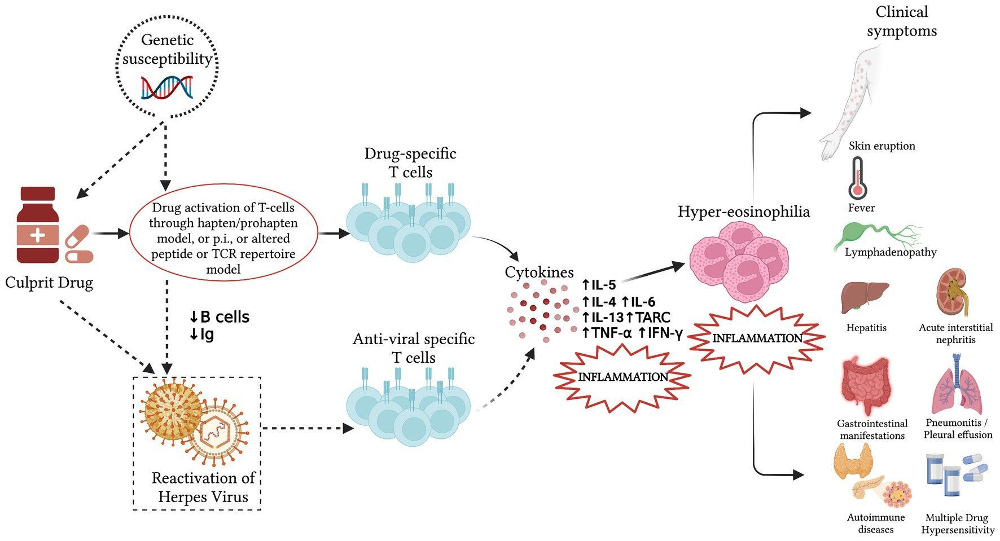 Genetic
susceptibility
Culprit Drug
Drug activation of T-cells
through hapten/prohapten
model, or p.i., or altered
peptide or TCR repertoire
model
↓B cells
↓Ig
Reactivation of
Herpes Virus
Drug-specific
T cells
Anti-viral specific
T cells
Cytokines
↑IL-5
↑IL-4 ↑IL-6
↑IL-13↑TARC
↑TNF-α ↑IFN-γ
INFLAMMATION
Hyper-eosinophilia
INFLAMMATION
Clinical
symptoms
Skin eruption
Fever
Lymphadenopathy
Hepatitis
Acute interstitial
nephritis
Gastrointestinal
manifestations
Pneumonitis /
Pleural effusion
Autoimmune
diseases
Multiple Drug
Hypersensitivity